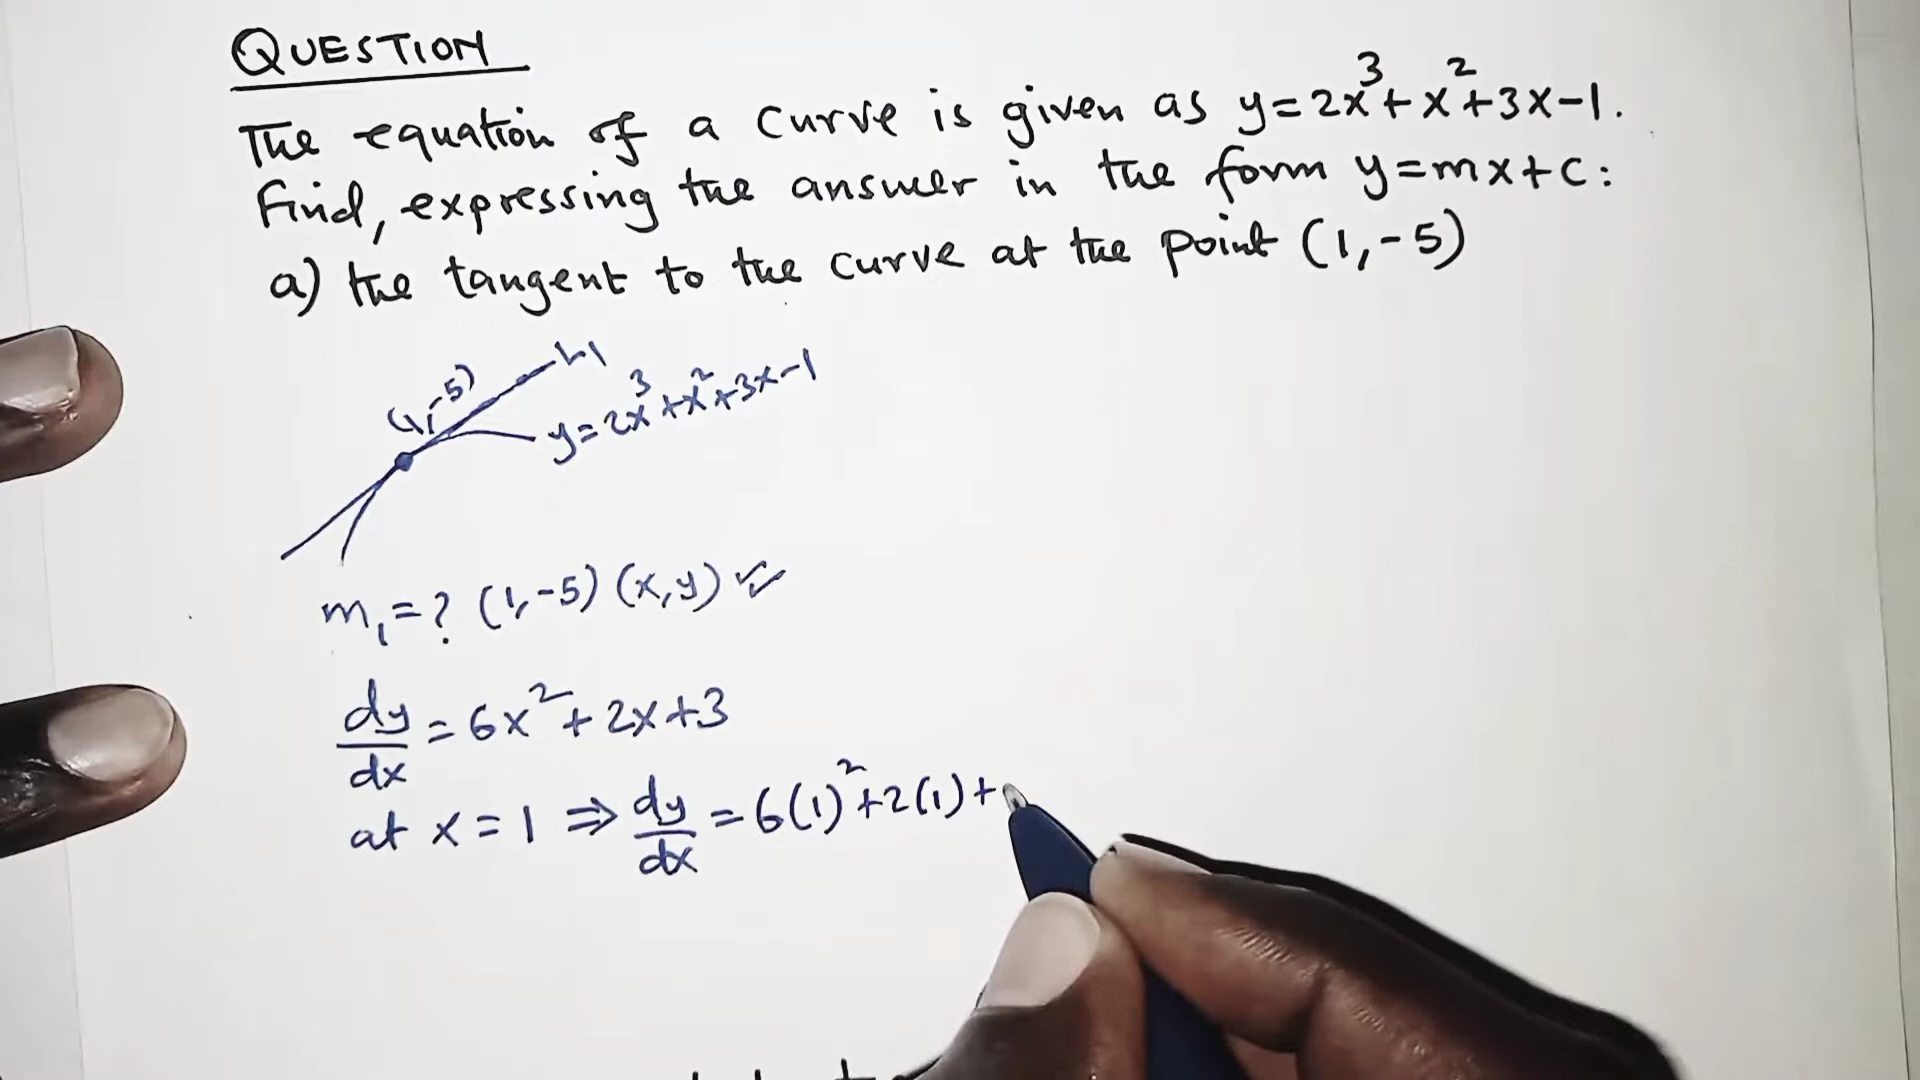 QUESTION
The equation of a curve is given as y=2x³+x²+3x-1.
Find, expressing the answer in the form y=mx+c:
a) the tangent to the curve at the point (1,-5)
L1
(1,-5)
y=2x³+x²+3x-1
m₁=? (1,-5) (x,y)
dy/dx = 6x²+2x+3
at x=1 ⇒ dy/dx = 6(1)²+2(1)+